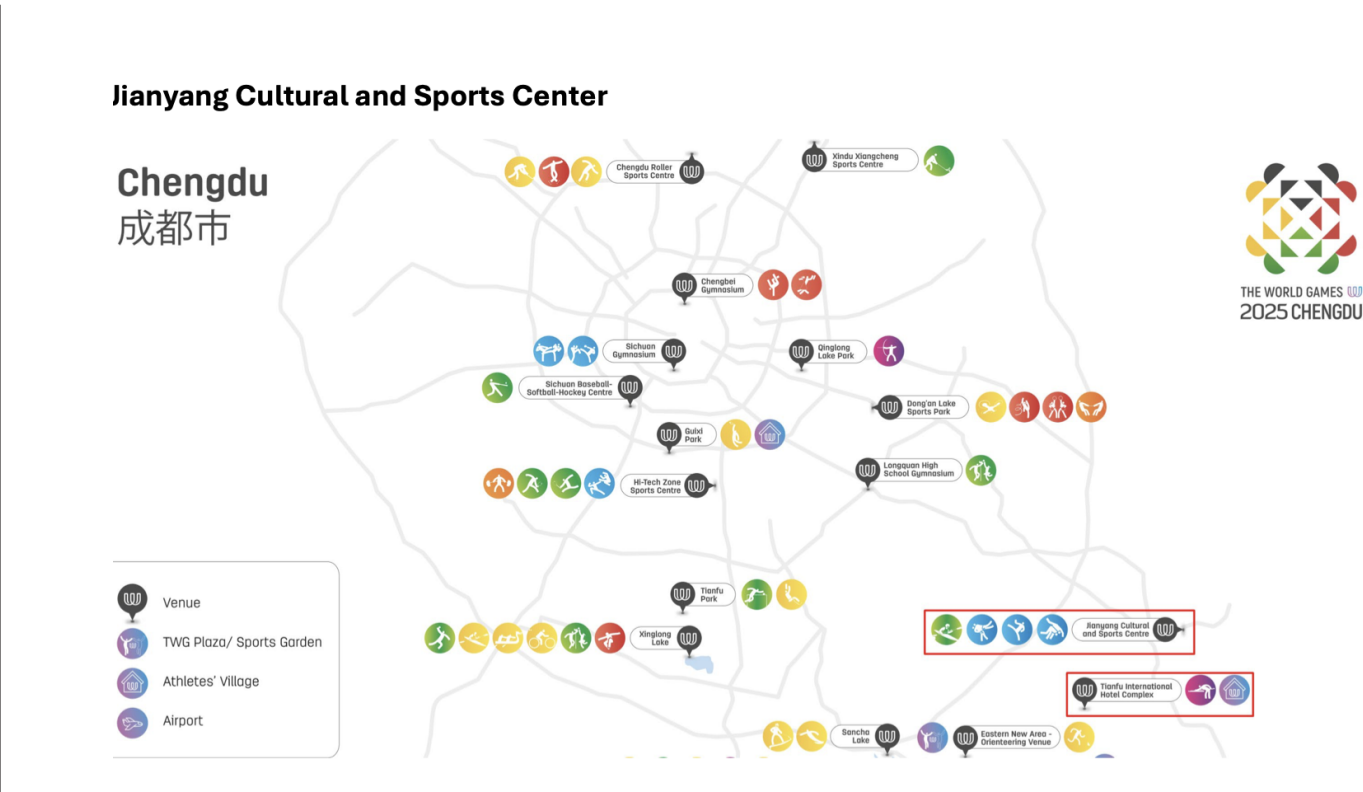 Jianyang Cultural and Sports Center
Chengdu
成都市
Chengdu Roller
Sports Centre
Xindu Xiangcheng
Sports Centre
THE WORLD GAMES
2025 CHENGDU
Chengbei
Gymnasium
Sichuan
Gymnasium
Qinglong
Lake Park
Sichuan Baseball-
Softball-Hockey Centre
Dong'an Lake
Sports Park
Guixi
Park
Longquan High
School Gymnasium
Hi-Tech Zone
Sports Centre
Tianfu
Park
Venue
TWG Plaza/ Sports Garden
Athletes' Village
Airport
Xinglong
Lake
Jianyang Cultural
and Sports Centre
Tianfu International
Hotel Complex
Sancha
Lake
Eastern New Area -
Orienteering Venue